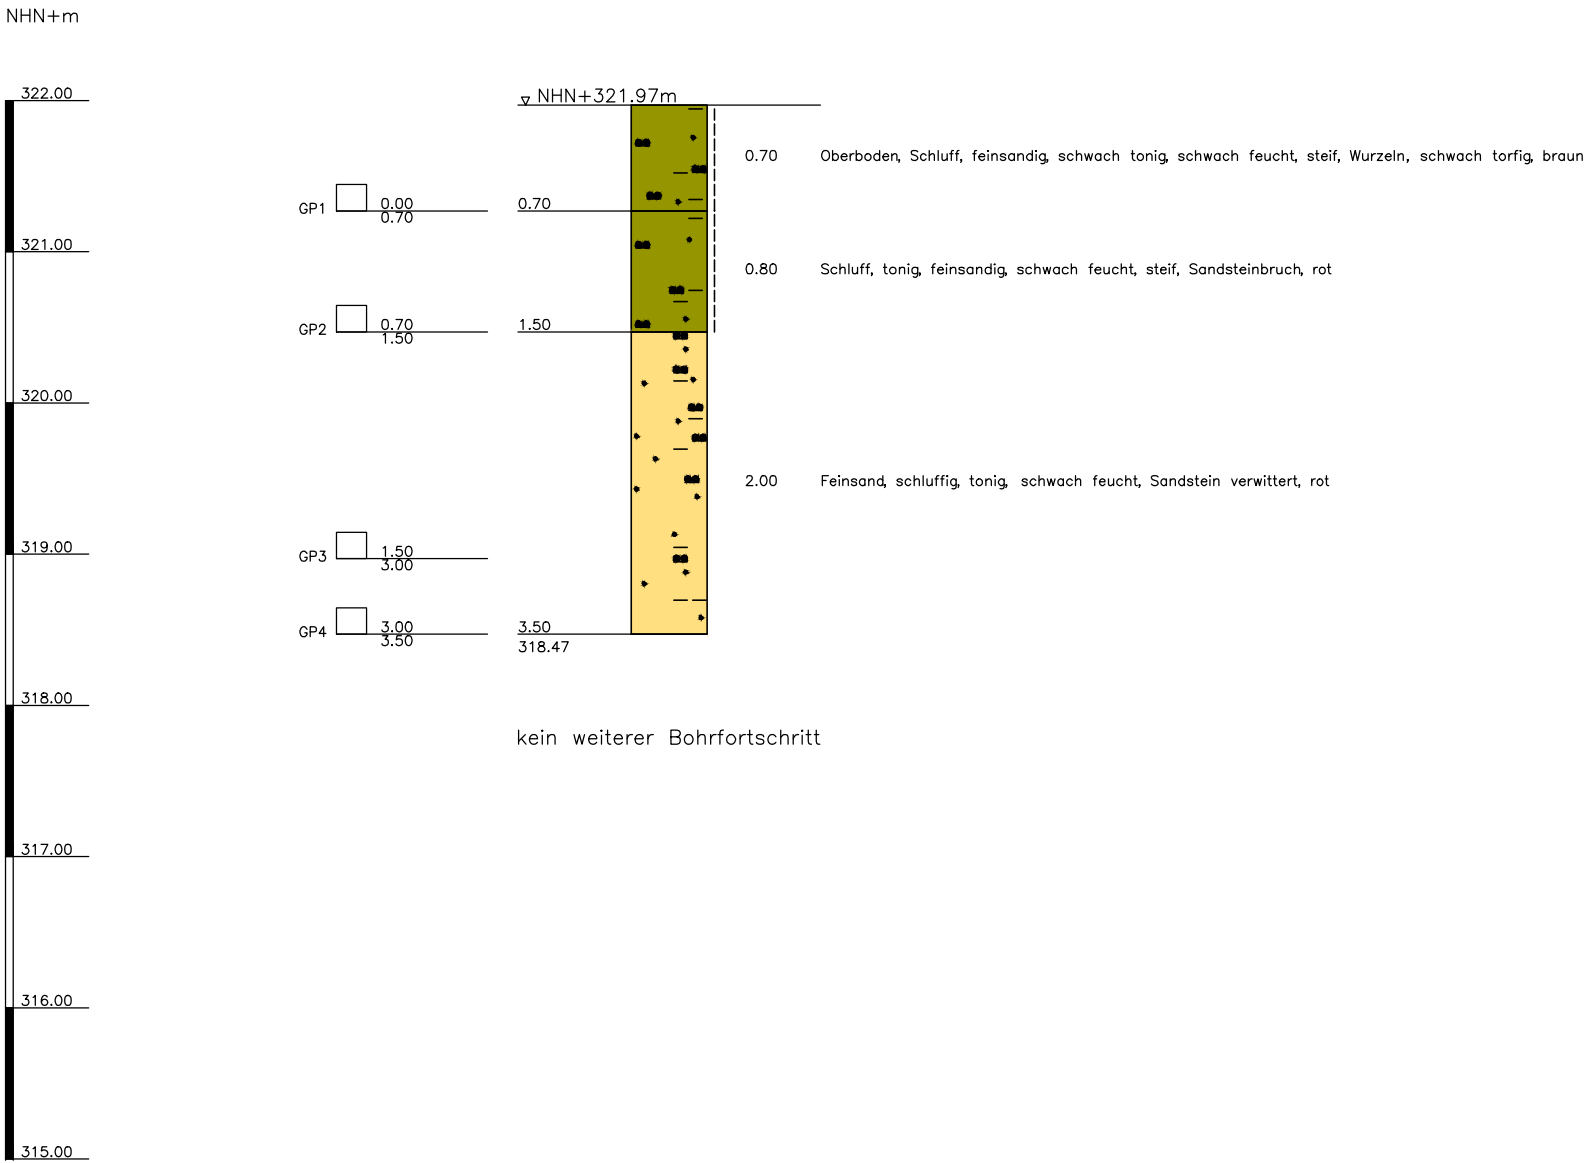 NHN+m
322.00
NHN+321.97m
0.70 Oberboden, Schluff, feinsandig, schwach tonig, schwach feucht, steif, Wurzeln, schwach torfig, braun
GP1 0.00
0.70
0.70
321.00
0.80 Schluff, tonig, feinsandig, schwach feucht, steif, Sandsteinbruch, rot
GP2 0.70
1.50
1.50
320.00
2.00 Feinsand, schluffig, tonig, schwach feucht, Sandstein verwittert, rot
319.00
GP3 1.50
3.00
GP4 3.00
3.50
3.50
318.47
318.00
kein weiterer Bohrfortschritt
317.00
316.00
315.00